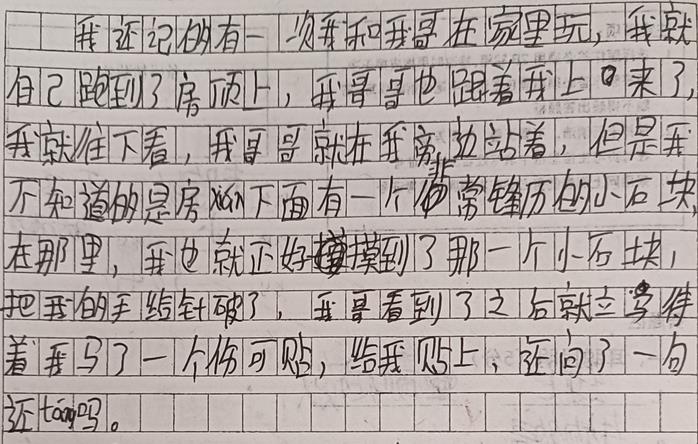 我还记的有一次我和我哥在家里玩,我就
自己跑到了房顶上,我哥哥也跟着我上来了,
我就往下看,我哥哥就在我旁边站着,但是我
不知道的是房xian下面有一个非常锋历的小石块,
在那里,我也就正好摸到了那一个小石块,
把我的手给针破了,我哥看到了之后就立马得
着我与了一个伤可贴,给我贴上,还问了一句
还tong吗。